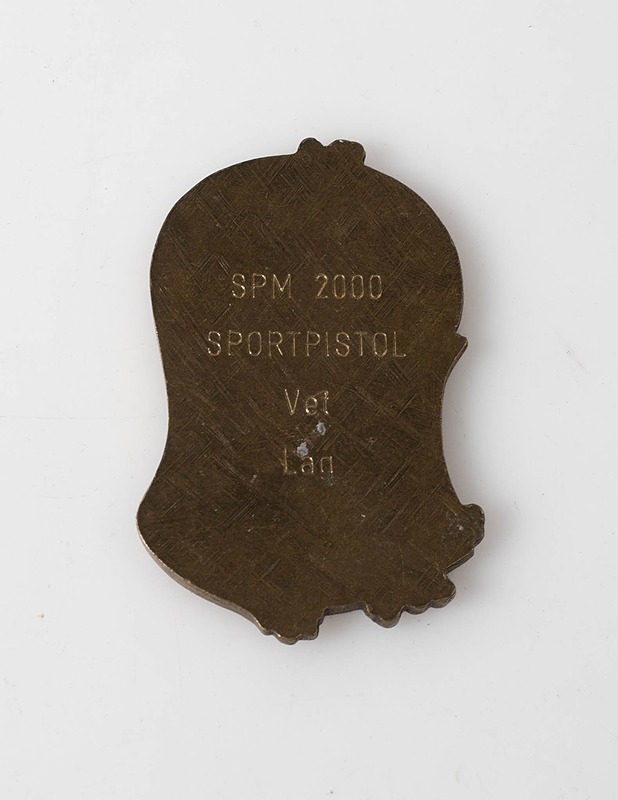 SPM 2000
SPORTPISTOL
Vet
Lag